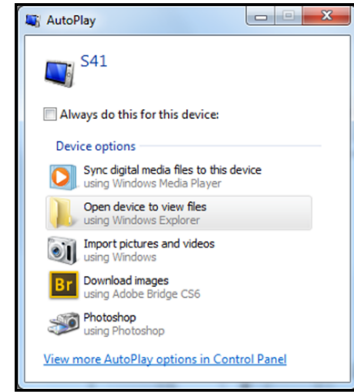 AutoPlay
S41
Always do this for this device:
Device options
Sync digital media files to this device
using Windows Media Player
Open device to view files
using Windows Explorer
Import pictures and videos
using Windows
Br
Download images
using Adobe Bridge CS6
Photoshop
using Photoshop
View more AutoPlay options in Control Panel